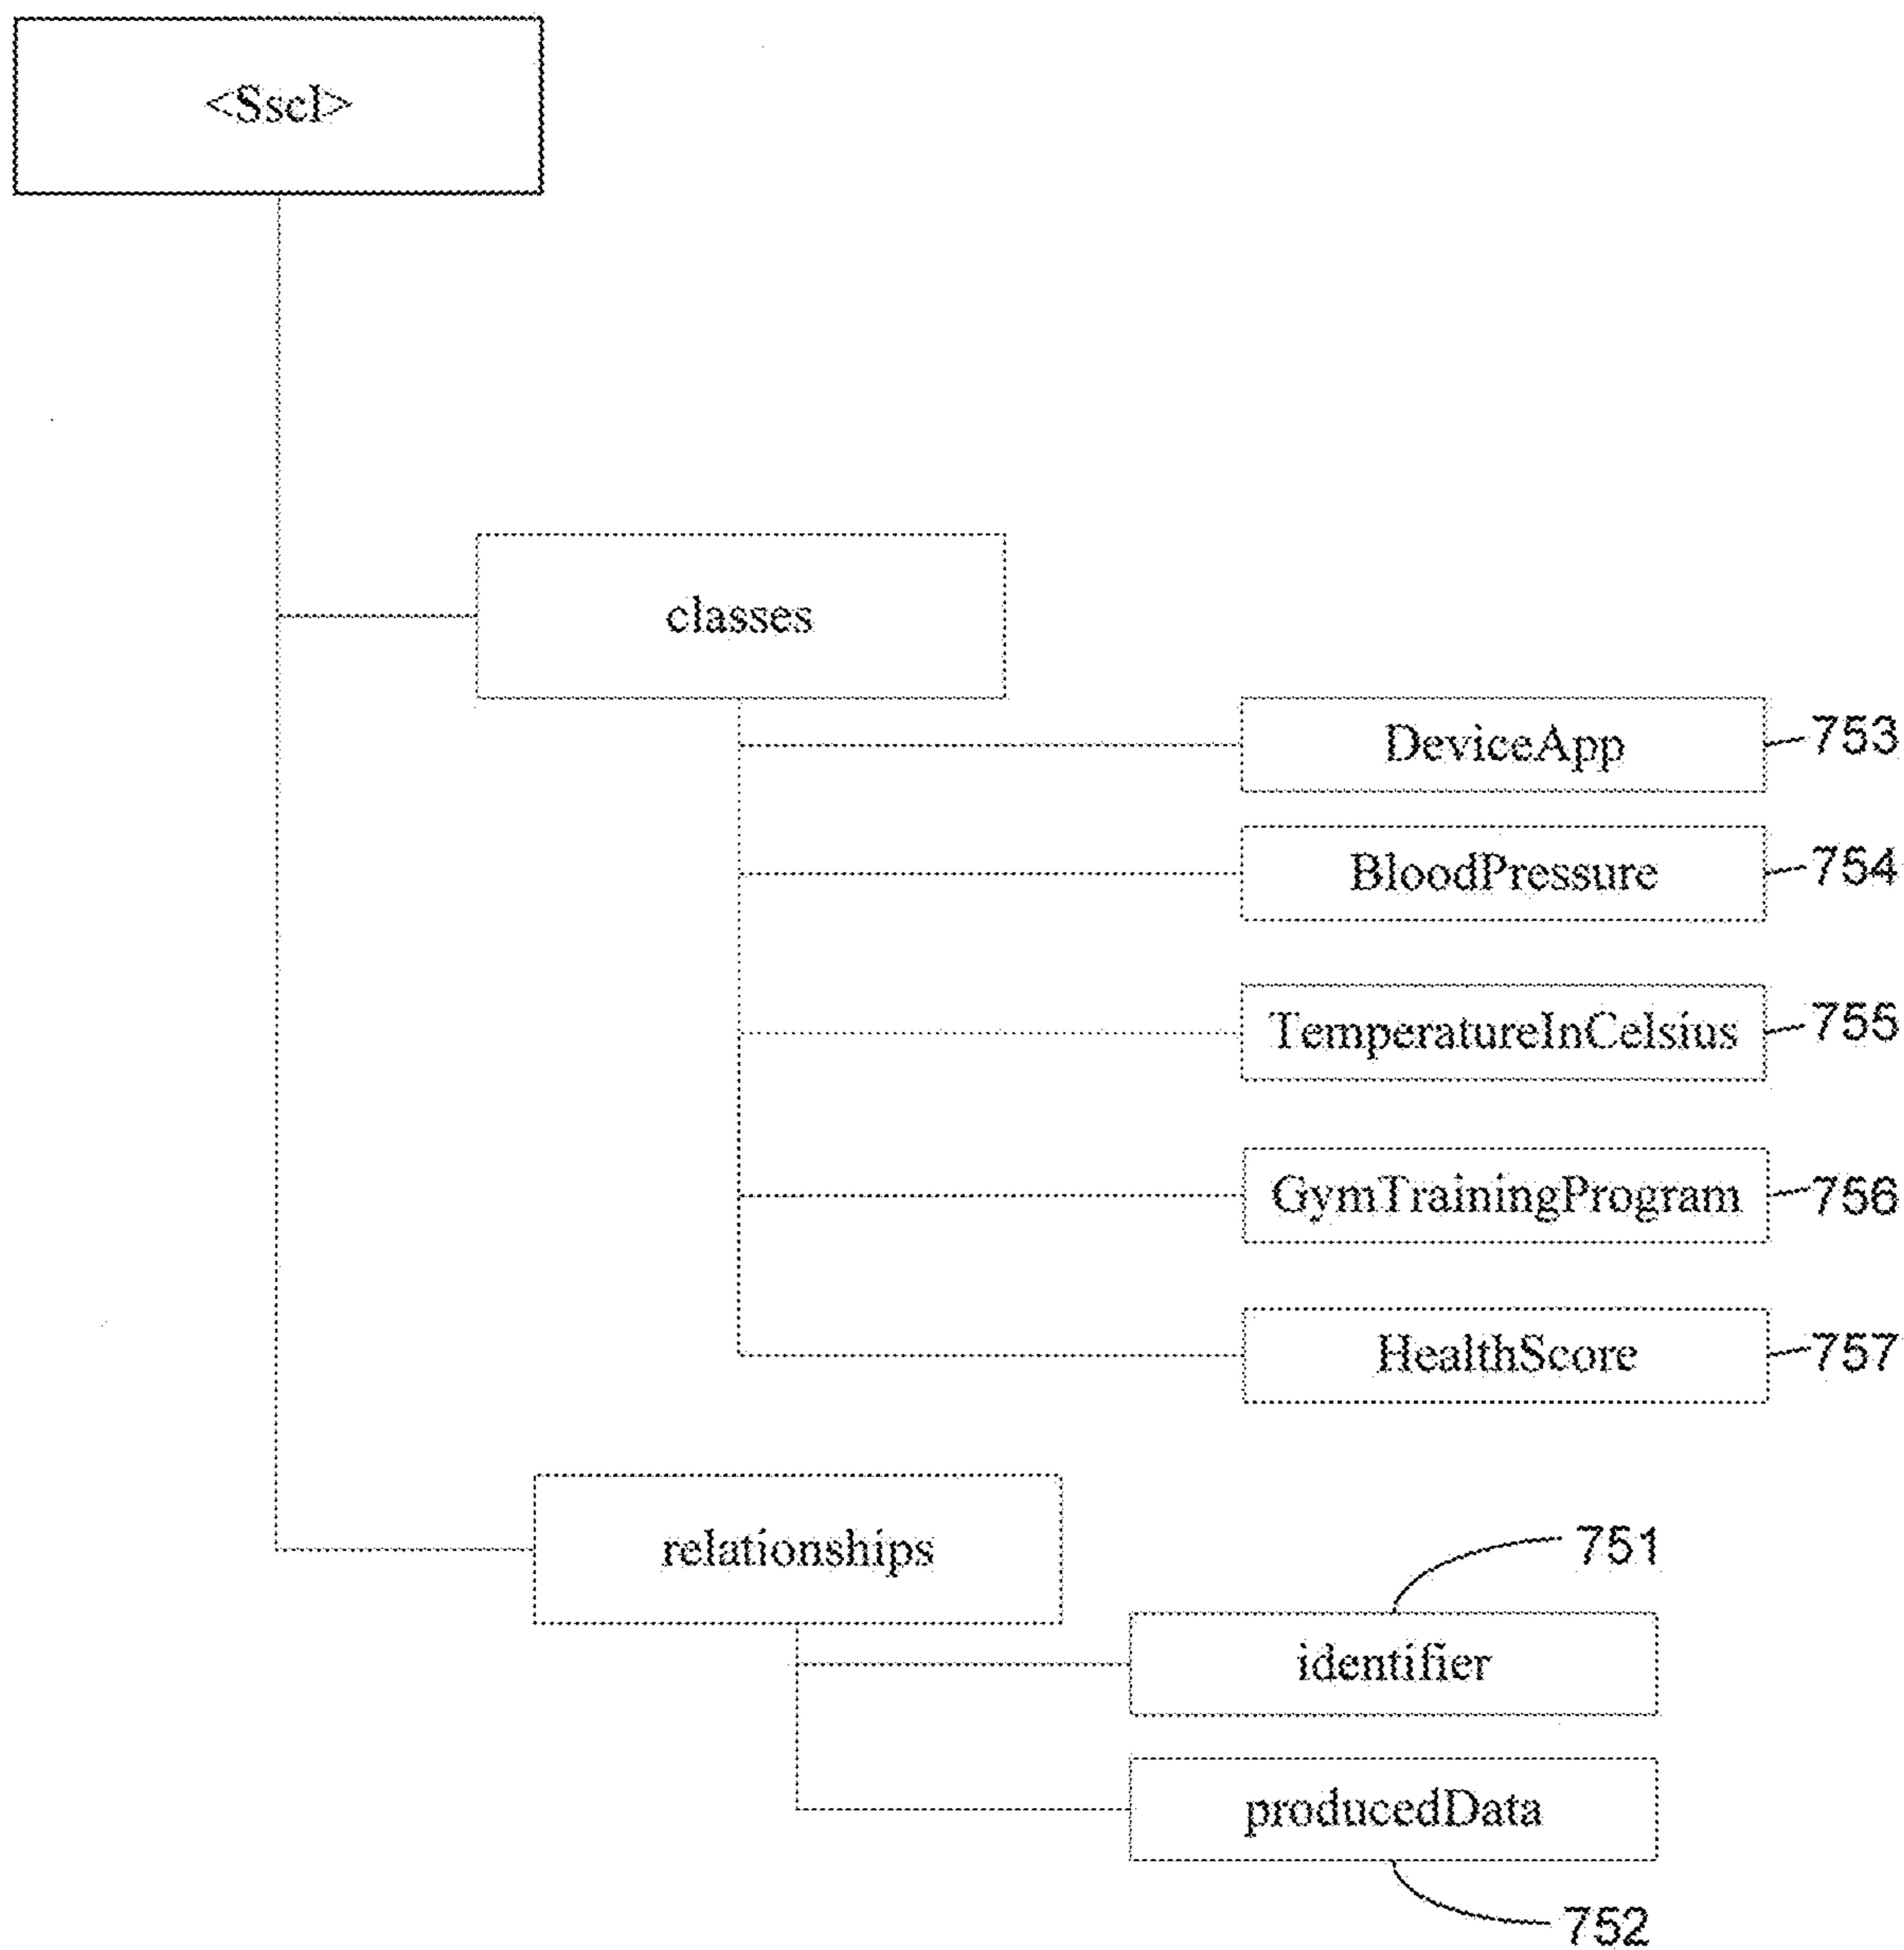 <Sscl>
classes
DeviceApp 753
BloodPressure 754
TemperatureInCelsius 755
GymTrainingProgram 756
HealthScore 757
relationships
751
identifier
producedData
752